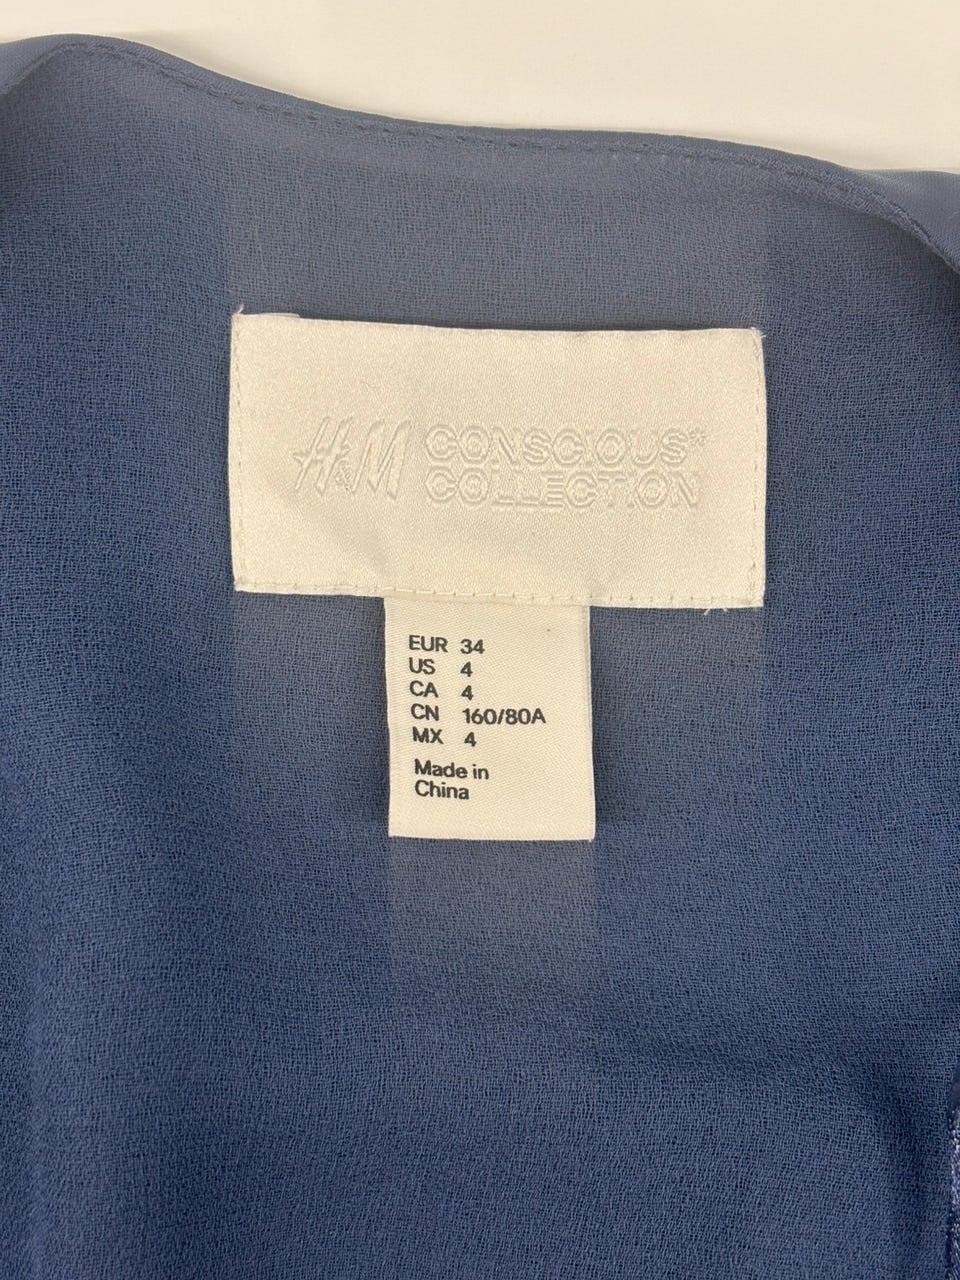 H&M CONSCIOUS*
COLLECTION
EUR 34
US 4
CA 4
CN 160/80A
MX 4
Made in
China